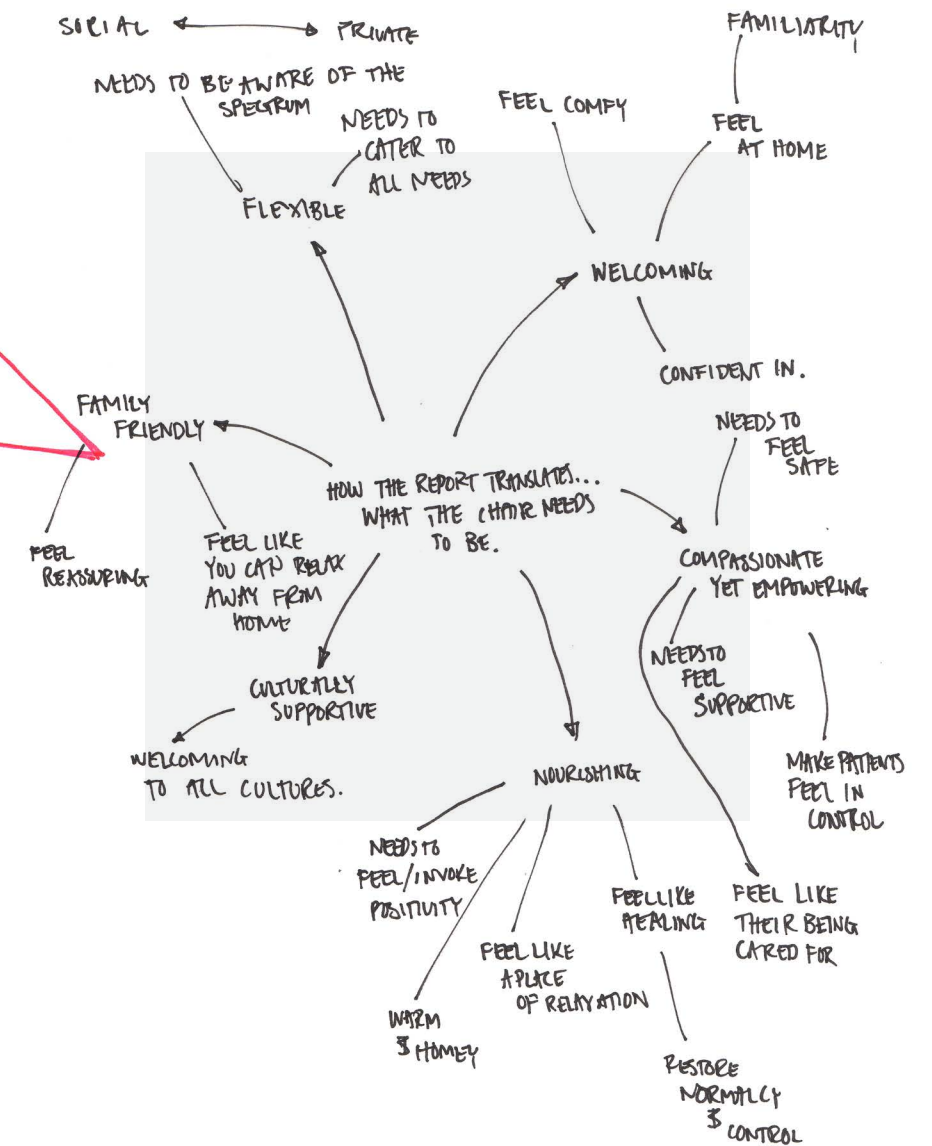 SOCIAL
PRIVATE
NEEDS TO BE AWARE OF THE
SPECTRUM
NEEDS TO
CATER TO
ALL NEEDS
FLEXIBLE
FEEL COMFY
FAMILIARITY
FEEL
AT HOME
WELCOMING
CONFIDENT IN.
FAMILY
FRIENDLY
FEEL
REASSURING
FEEL LIKE
YOU CAN RELAX
AWAY FROM
HOME
HOW THE REPORT TRANSLATES...
WHAT THE CHAIR NEEDS
TO BE.
NEEDS TO
FEEL
SAFE
COMPASSIONATE
YET EMPOWERING
NEEDS TO
FEEL
SUPPORTIVE
MAKE PATIENTS
FEEL IN
CONTROL
FEEL LIKE
THEIR BEING
CARED FOR
CULTURALLY
SUPPORTIVE
WELCOMING
TO ALL CULTURES.
NOURISHING
NEEDS TO
FEEL/INVOKE
POSITIVITY
WARM
& HOMEY
FEEL LIKE
A PLACE
OF RELAXATION
FEEL LIKE
HEALING
RESTORE
NORMALCY
&
CONTROL